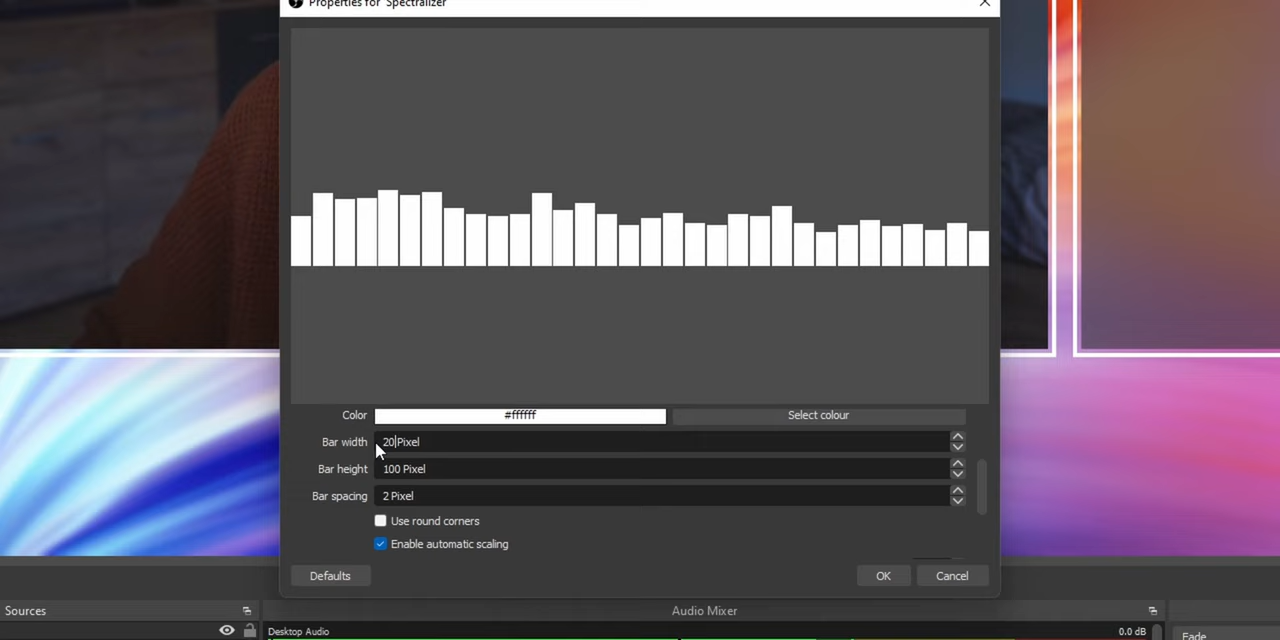 Properties for 'Spectralizer'
Color #ffffff Select colour
Bar width 20 Pixel
Bar height 100 Pixel
Bar spacing 2 Pixel
Use round corners
Enable automatic scaling
Defaults OK Cancel
Sources Audio Mixer
Desktop Audio 0.0 dB
Fade